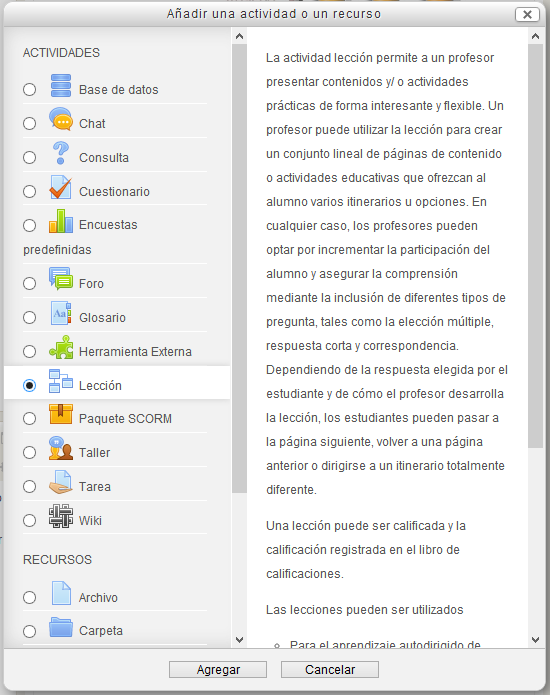 Añadir una actividad o un recurso
ACTIVIDADES
Base de datos
Chat
Consulta
Cuestionario
Encuestas
predefinidas
Foro
Glosario
Herramienta Externa
Lección
Paquete SCORM
Taller
Tarea
Wiki
RECURSOS
Archivo
Carpeta
La actividad lección permite a un profesor
presentar contenidos y/ o actividades
prácticas de forma interesante y flexible. Un
profesor puede utilizar la lección para crear
un conjunto lineal de páginas de contenido
o actividades educativas que ofrezcan al
alumno varios itinerarios u opciones. En
cualquier caso, los profesores pueden
optar por incrementar la participación del
alumno y asegurar la comprensión
mediante la inclusión de diferentes tipos de
pregunta, tales como la elección múltiple,
respuesta corta y correspondencia.
Dependiendo de la respuesta elegida por el
estudiante y de cómo el profesor desarrolla
la lección, los estudiantes pueden pasar a
la página siguiente, volver a una página
anterior o dirigirse a un itinerario totalmente
diferente.
Una lección puede ser calificada y la
calificación registrada en el libro de
calificaciones.
Las lecciones pueden ser utilizados
Para el aprendizaje autodirigido de
Agregar
Cancelar